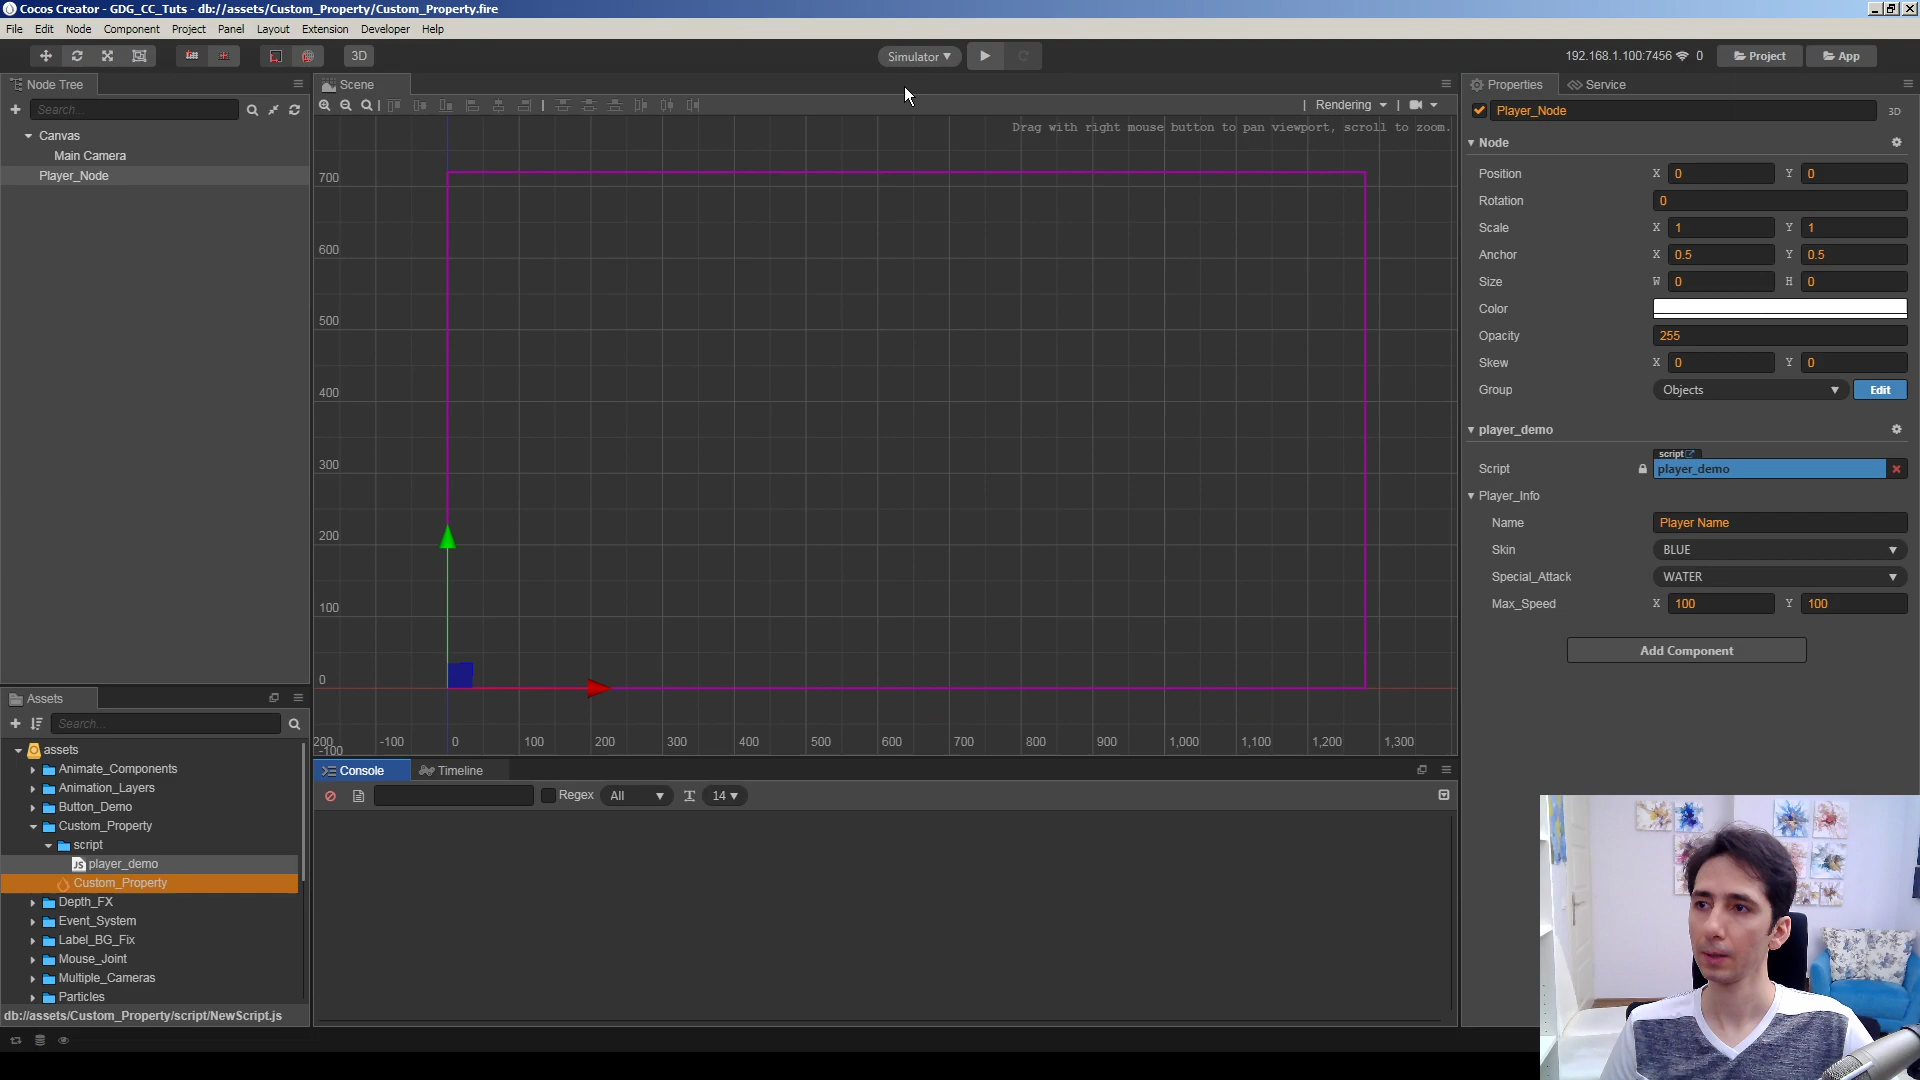 Cocos Creator - GDG_CC_Tuts - db://assets/Custom_Property/Custom_Property.fire
File Edit Node Component Project Panel Layout Extension Developer Help
3D
Simulator
192.168.1.100:7456 0 Project App
Node Tree
Search...
Canvas
Main Camera
Player_Node
Scene
Rendering
Drag with right mouse button to pan viewport, scroll to zoom.
700
600
500
400
300
200
100
0
-100
200 -100 0 100 200 300 400 500 600 700 800 900 1,000 1,100 1,200 1,300
Properties Service
Player_Node 3D
Node
Position X 0 Y 0
Rotation 0
Scale X 1 Y 1
Anchor X 0.5 Y 0.5
Size W 0 H 0
Color
Opacity 255
Skew X 0 Y 0
Group Objects Edit
player_demo
script
Script player_demo
Player_Info
Name Player Name
Skin BLUE
Special_Attack WATER
Max_Speed X 100 Y 100
Add Component
Assets
Search...
assets
Animate_Components
Animation_Layers
Button_Demo
Custom_Property
script
JS player_demo
Custom_Property
Depth_FX
Event_System
Label_BG_Fix
Mouse_Joint
Multiple_Cameras
Particles
db://assets/Custom_Property/script/NewScript.js
Console Timeline
Regex All 14